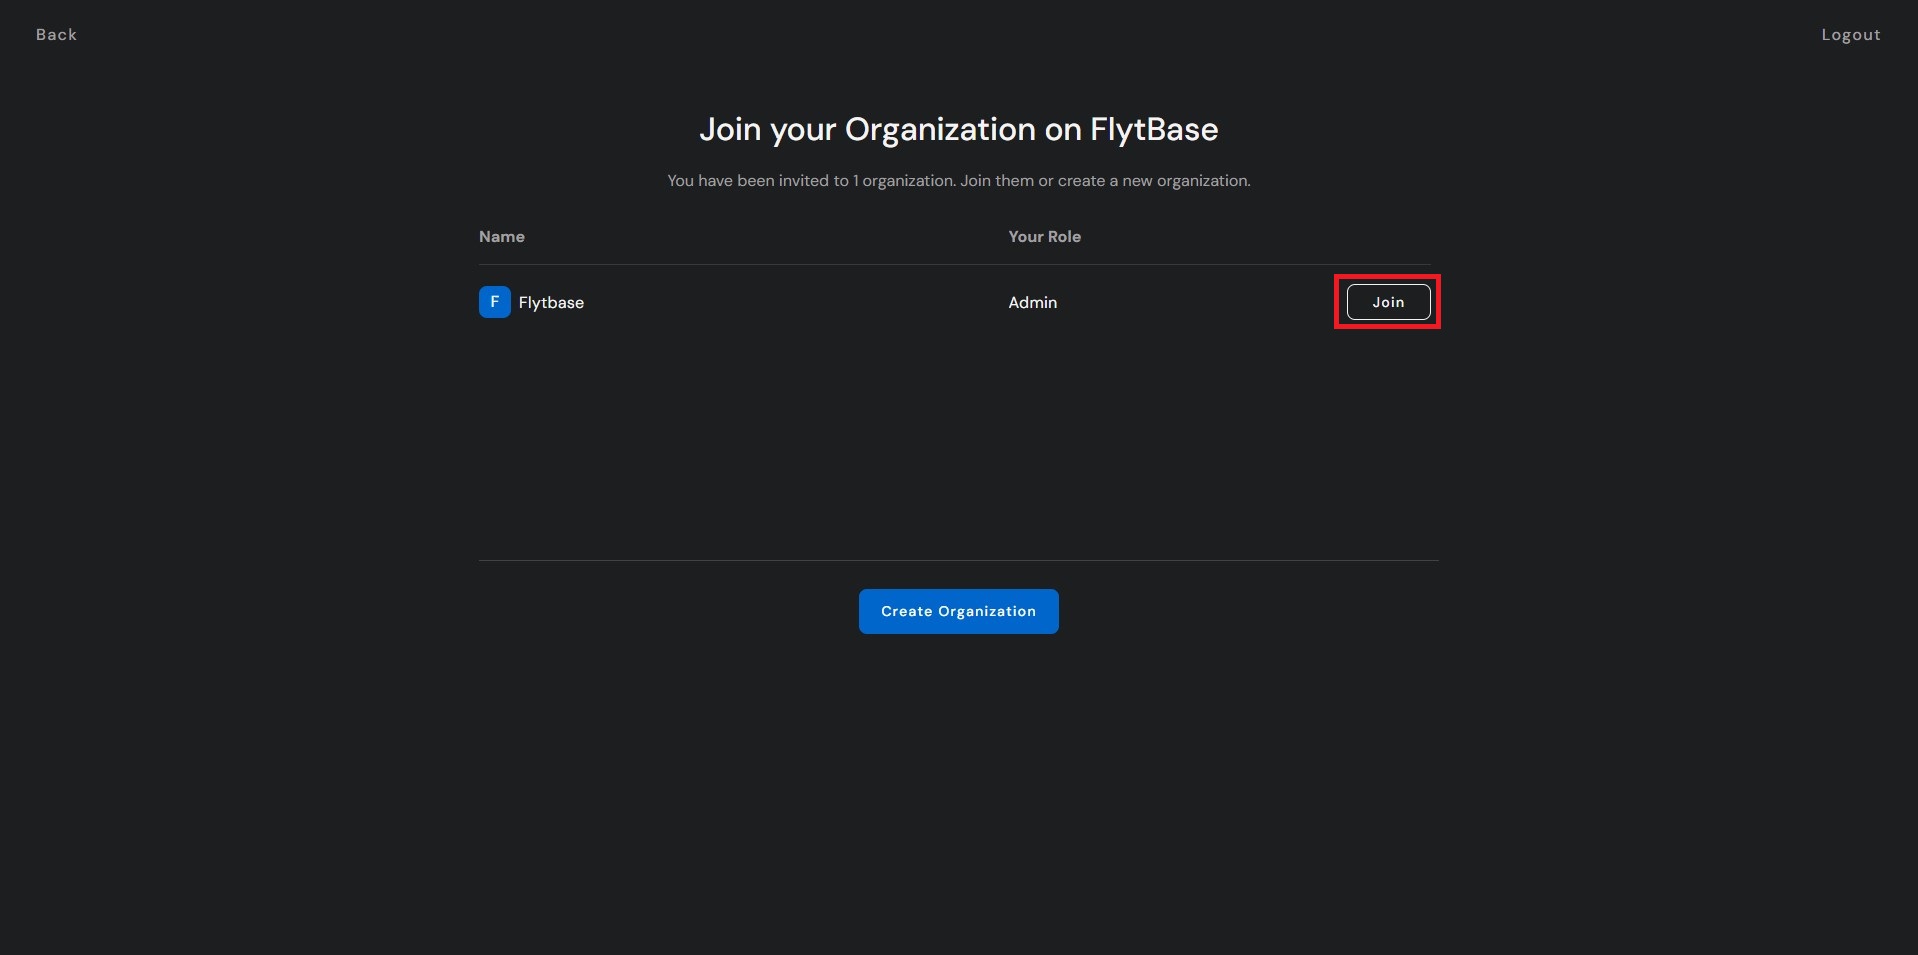 Back
Logout
Join your Organization on FlytBase
You have been invited to 1 organization. Join them or create a new organization.
Name Your Role
F Flytbase Admin Join
Create Organization